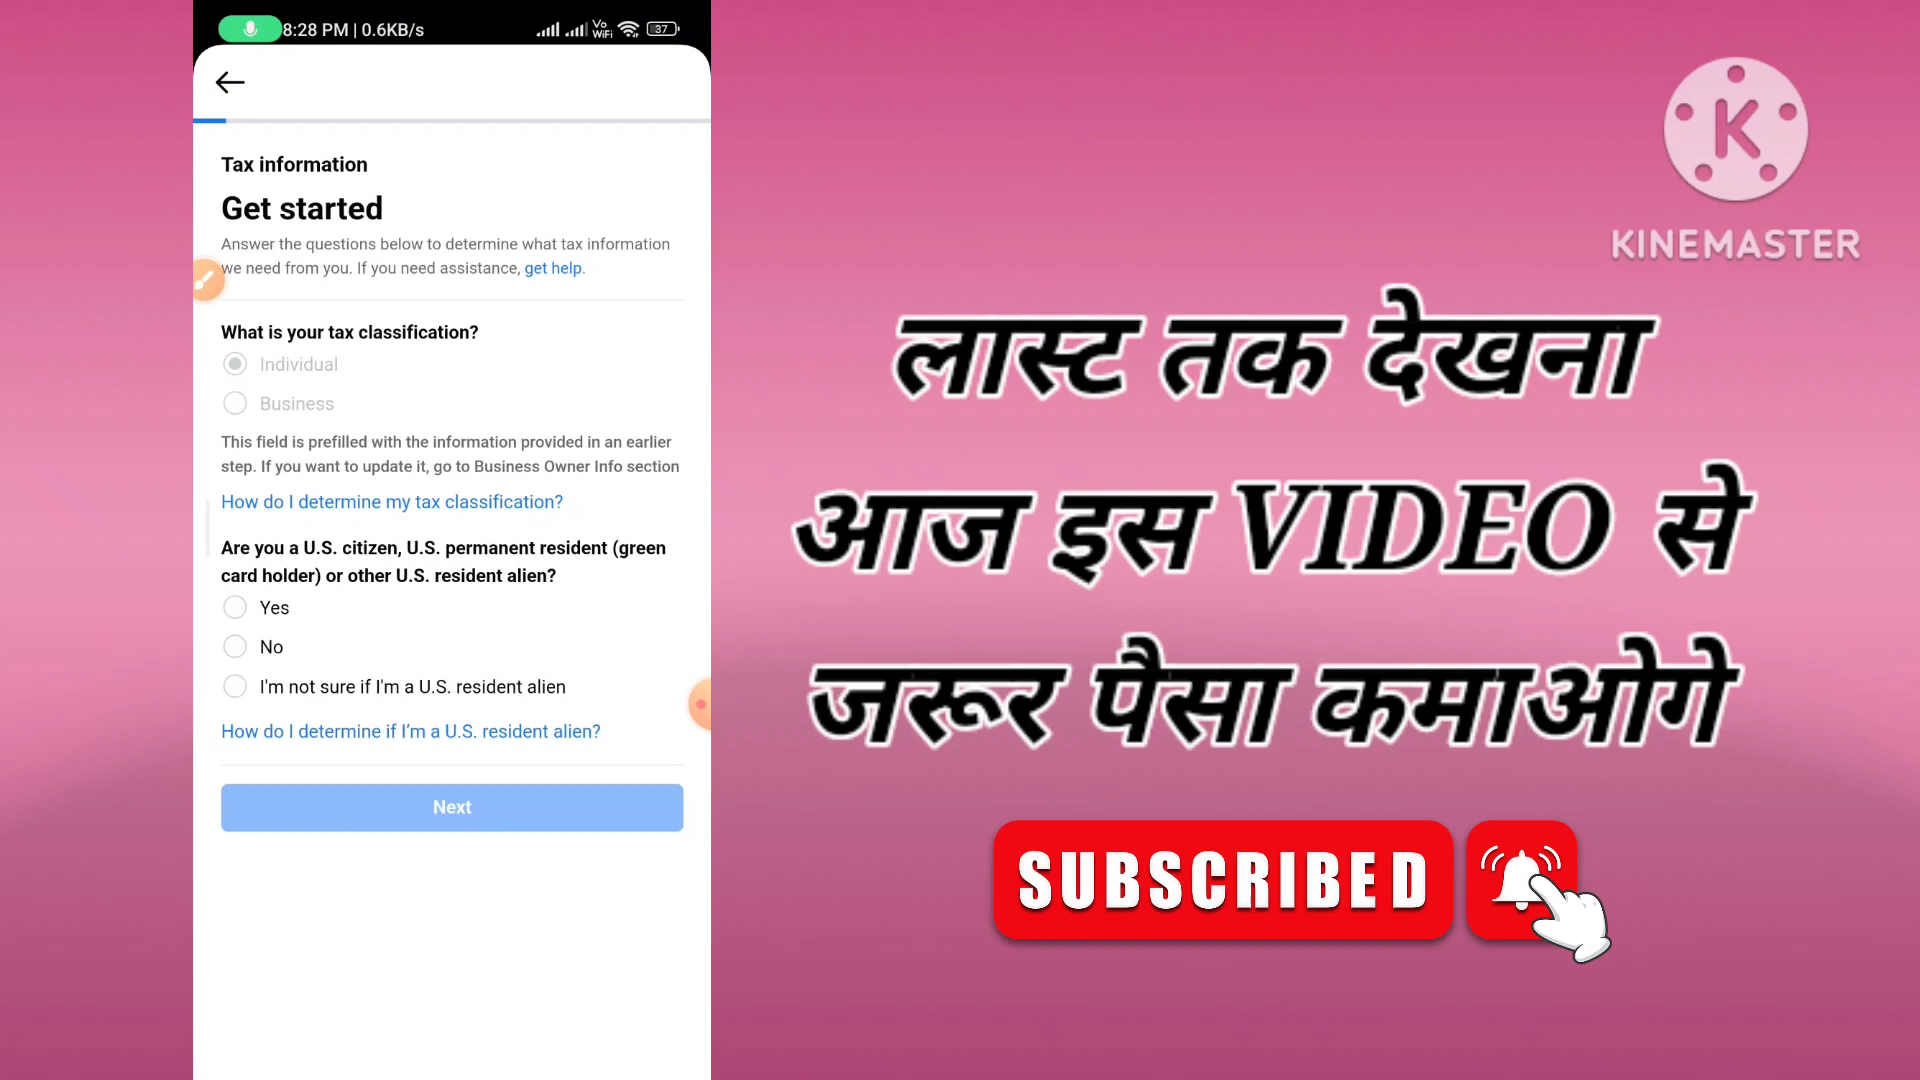 8:28 PM | 0.6KB/s
Vo
WiFi
37
Tax information
Get started
Answer the questions below to determine what tax information
we need from you. If you need assistance, get help.
What is your tax classification?
Individual
Business
This field is prefilled with the information provided in an earlier
step. If you want to update it, go to Business Owner Info section
How do I determine my tax classification?
Are you a U.S. citizen, U.S. permanent resident (green
card holder) or other U.S. resident alien?
Yes
No
I'm not sure if I'm a U.S. resident alien
How do I determine if I’m a U.S. resident alien?
Next
K
KINEMASTER
लास्ट तक देखना
आज इस VIDEO से
जरूर पैसा कमाओगे
SUBSCRIBED